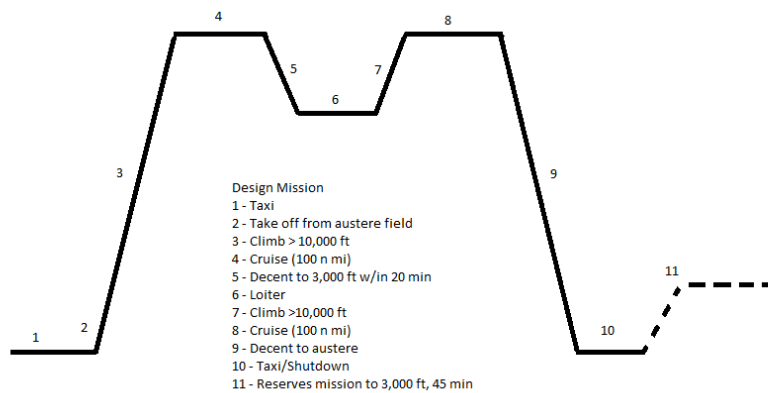 4
8
5
7
6
3
9
Design Mission
1 - Taxi
2 - Take off from austere field
3 - Climb > 10,000 ft
4 - Cruise (100 n mi)
5 - Decent to 3,000 ft w/in 20 min
6 - Loiter
7 - Climb >10,000 ft
8 - Cruise (100 n mi)
9 - Decent to austere
10 - Taxi/Shutdown
11 - Reserves mission to 3,000 ft, 45 min
11
2
1
10